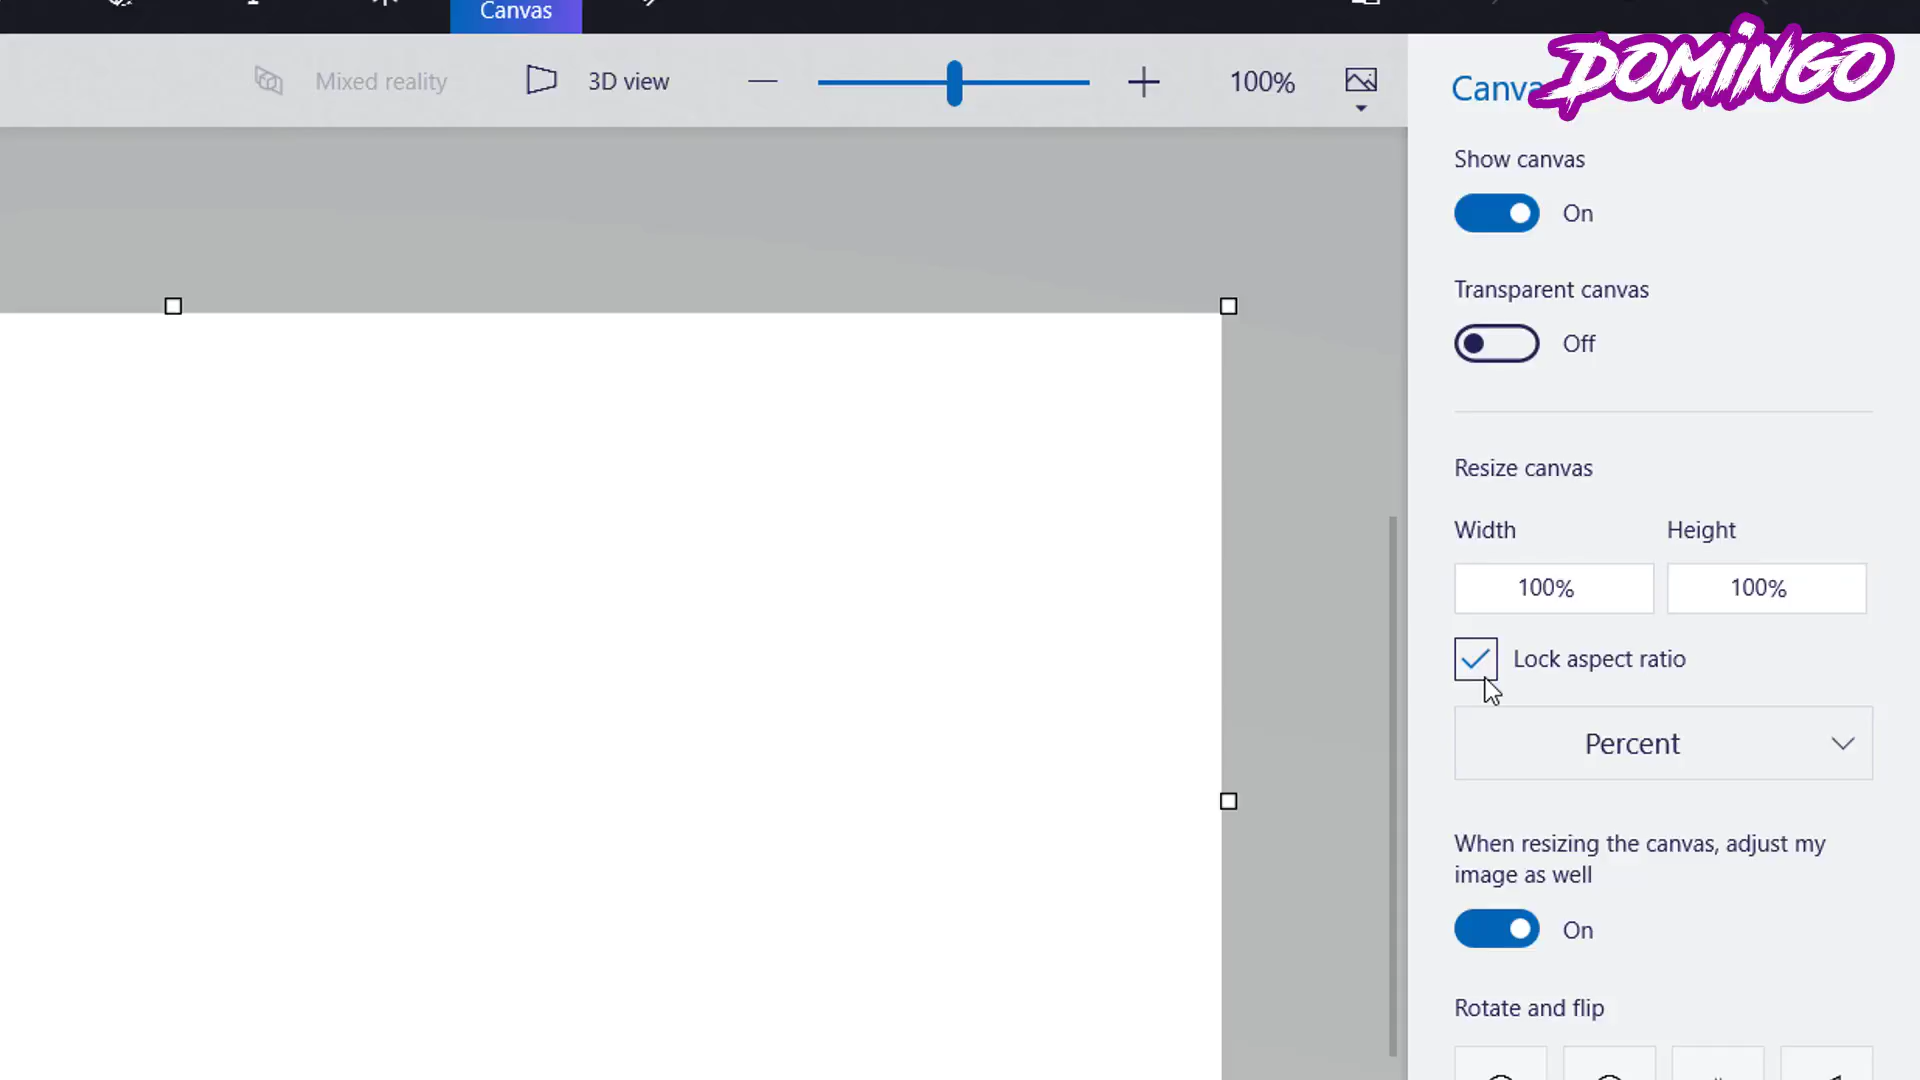 Canvas
Mixed reality
3D view
100%
Canva
DOMINGO
Show canvas
On
Transparent canvas
Off
Resize canvas
Width
Height
100%
100%
Lock aspect ratio
Percent
When resizing the canvas, adjust my
image as well
On
Rotate and flip